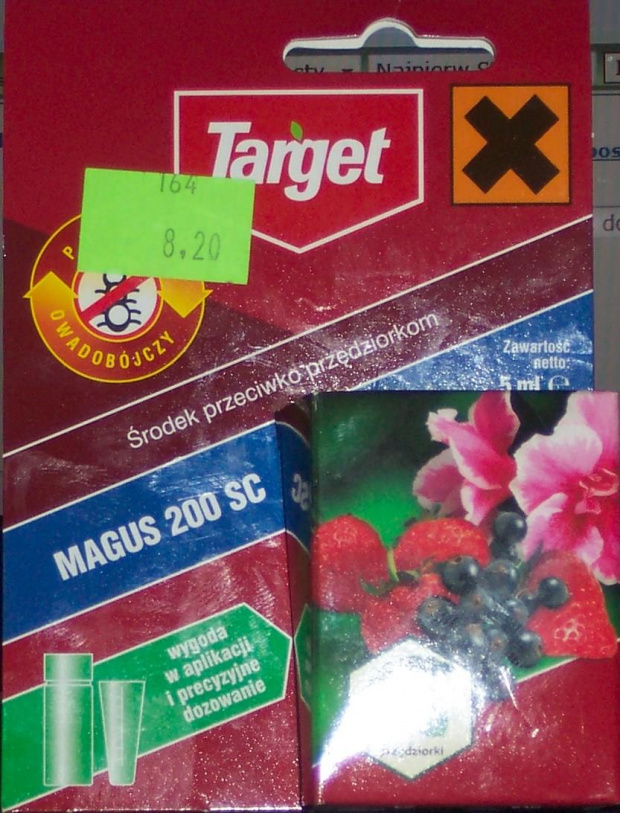 Najpierw
Target
164
8,20
OWADOBÓJCZY
Środek przeciwko przędziorkom
Zawartość
netto:
5 ml e
MAGUS 200 SC
wygoda
w aplikacji
i precyzyjne
dozowanie